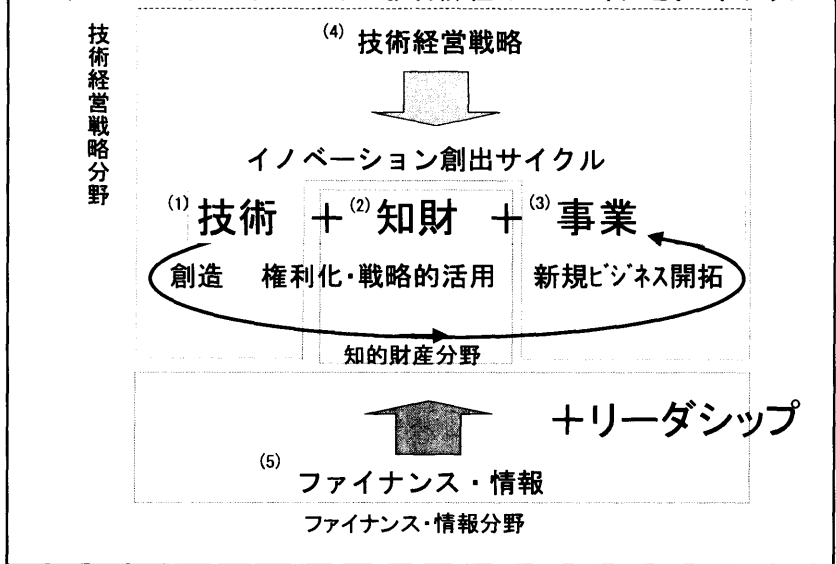 技術経営戦略分野
(4) 技術経営戦略
イノベーション創出サイクル
(1) 技術 + (2) 知財 + (3) 事業
創造 権利化・戦略的活用 新規ビジネス開拓
知的財産分野
+リーダシップ
(5) ファイナンス・情報
ファイナンス・情報分野